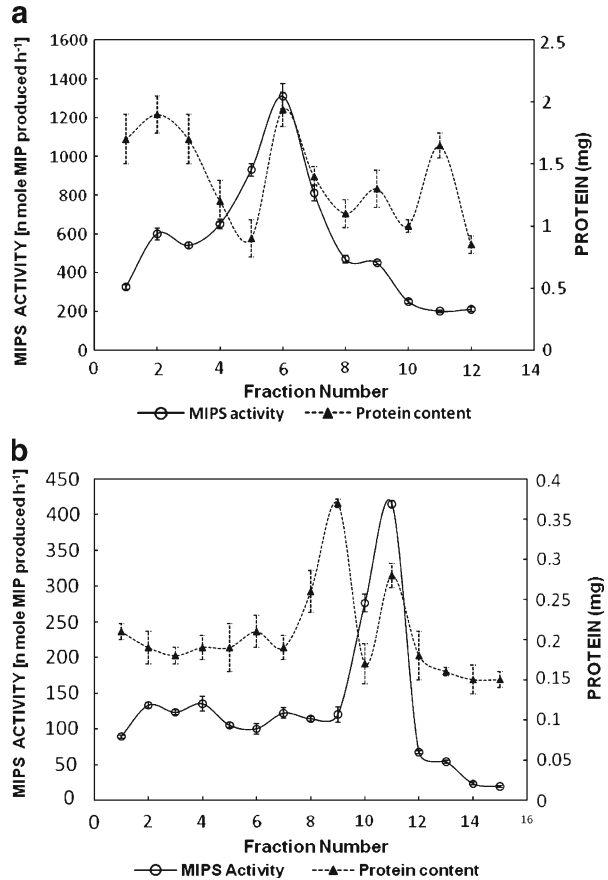 a
MIPS ACTIVITY [n mole MIP produced h⁻¹]
1600
1400
1200
1000
800
600
400
200
0
2.5
2
1.5
1
0.5
0
PROTEIN (mg)
0 2 4 6 8 10 12 14
Fraction Number
MIPS activity Protein content
b
MIPS ACTIVITY [n mole MIP produced h⁻¹]
450
400
350
300
250
200
150
100
50
0
0.4
0.35
0.3
0.25
0.2
0.15
0.1
0.05
0
PROTEIN (mg)
0 2 4 6 8 10 12 14 16
Fraction Number
MIPS Activity Protein content